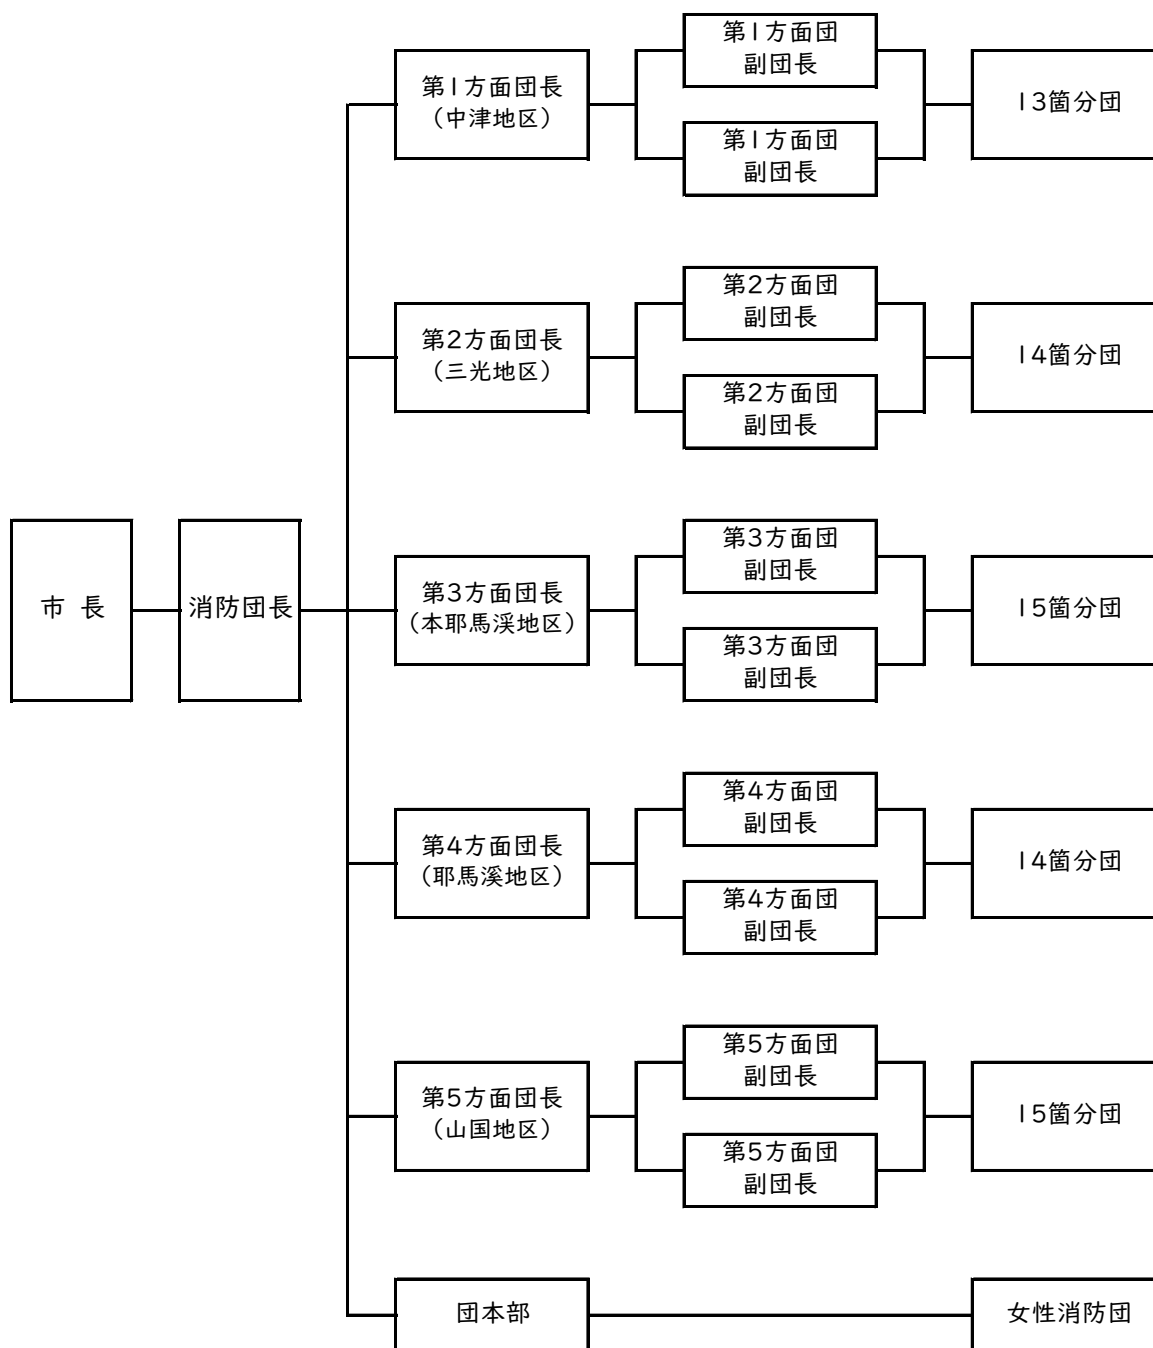 市 長
消防団長
第1方面団長
（中津地区）
第1方面団
副団長
第1方面団
副団長
13箇分団
第2方面団長
（三光地区）
第2方面団
副団長
第2方面団
副団長
14箇分団
第3方面団長
（本耶馬渓地区）
第3方面団
副団長
第3方面団
副団長
15箇分団
第4方面団長
（耶馬溪地区）
第4方面団
副団長
第4方面団
副団長
14箇分団
第5方面団長
（山国地区）
第5方面団
副団長
第5方面団
副団長
15箇分団
団本部
女性消防団